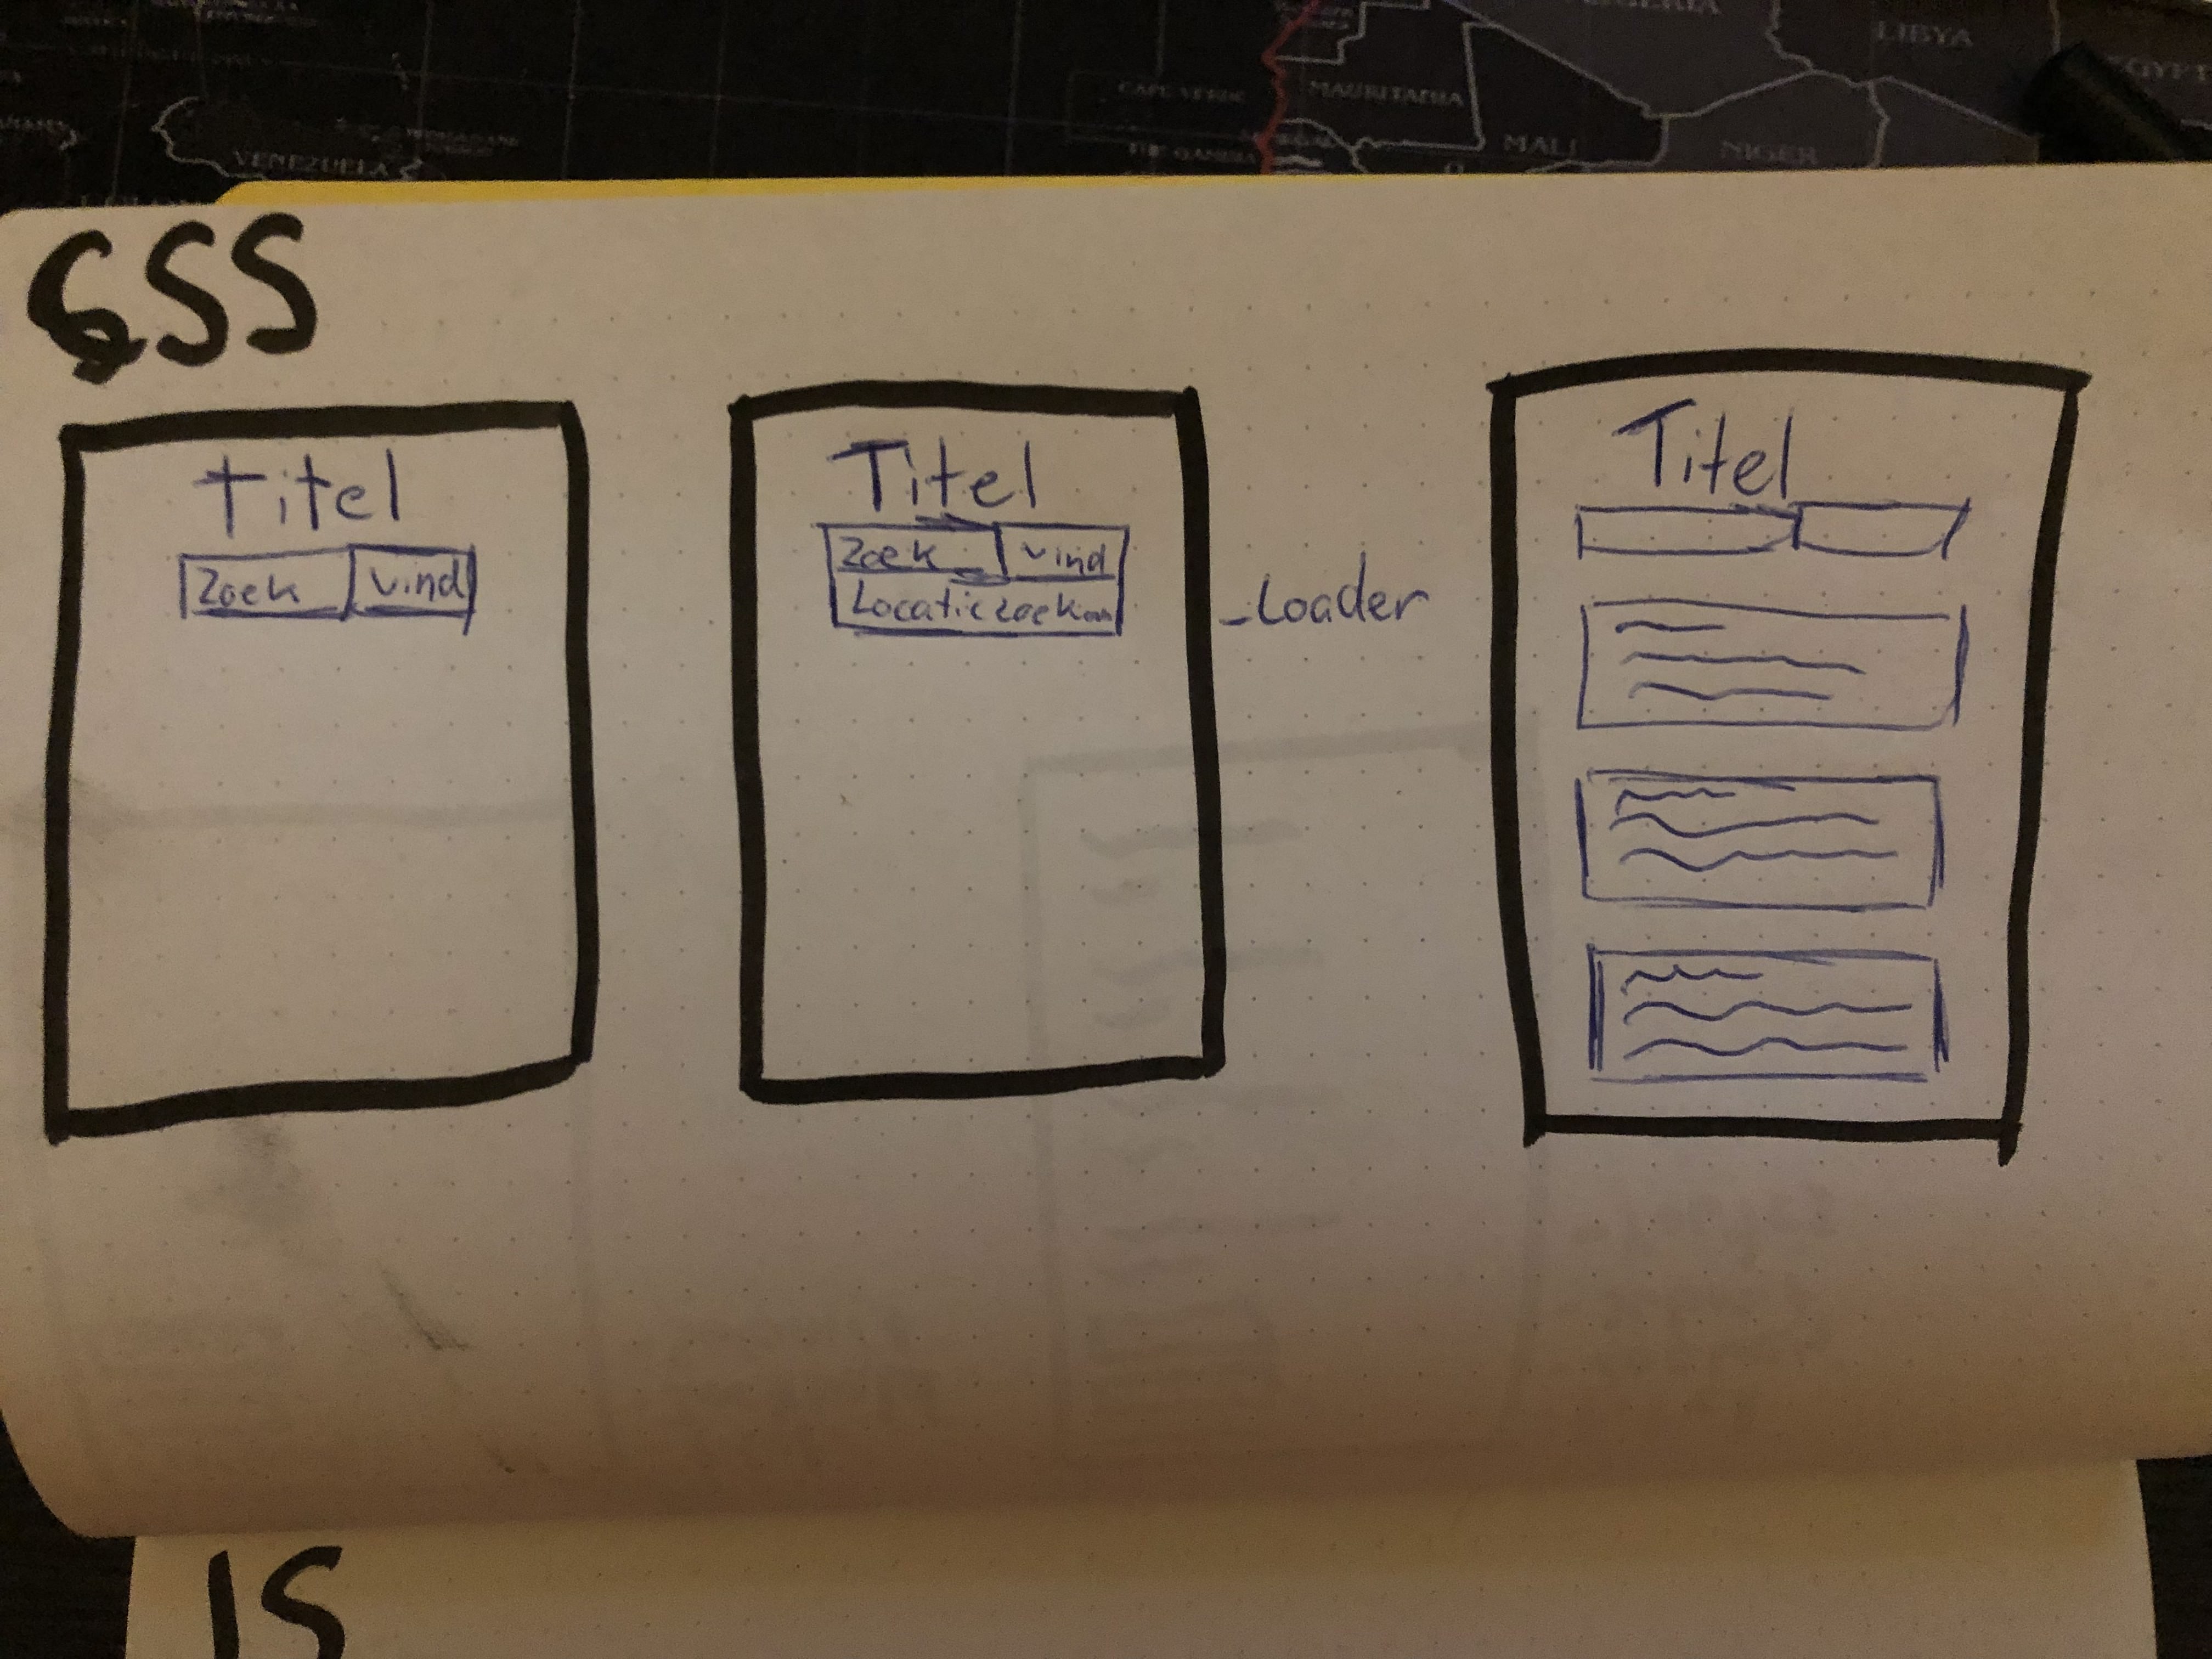 LIBYA
MAURITANIA
MALI
NIGER
CAPE VERDE
THE GAMBIA
VENEZUELA
CSS
Titel
Zoek
Vind
Titel
Zoek
Vind
Locatie zoeken
Loader
Titel
JS